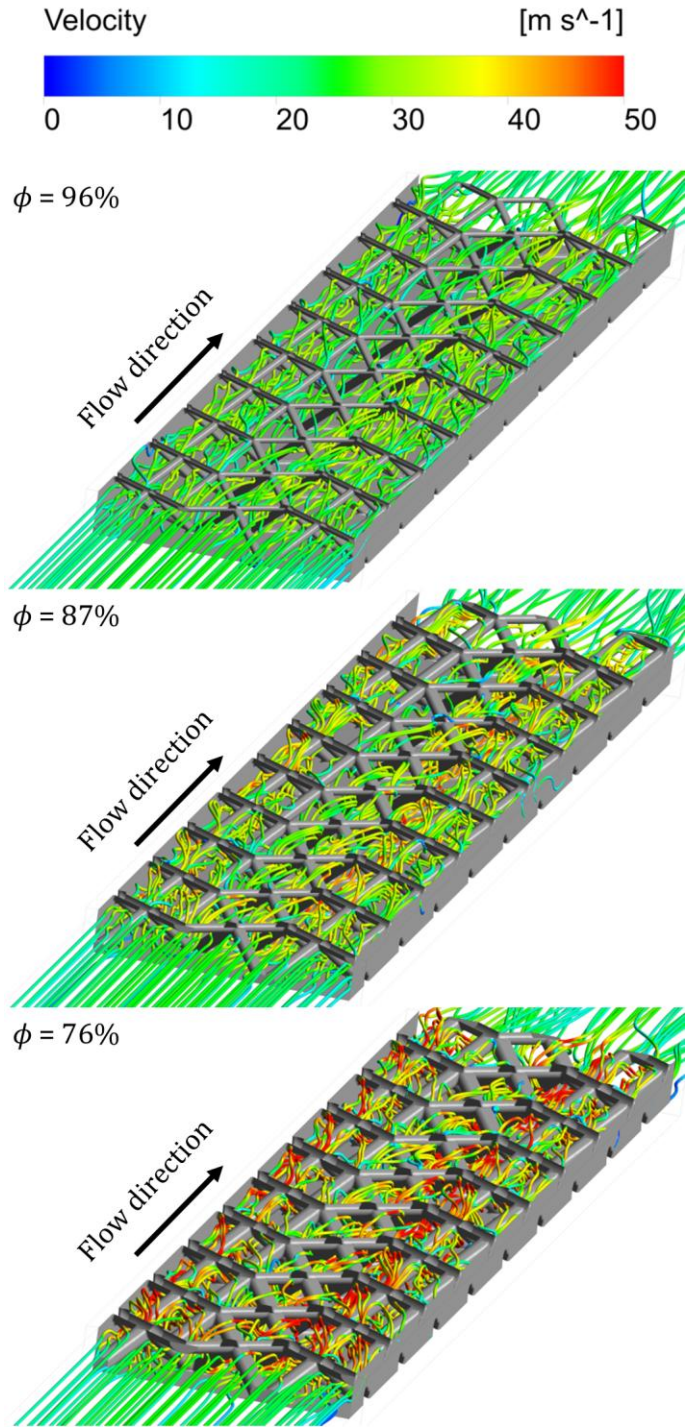 Velocity [m s^-1]
0 10 20 30 40 50
ϕ = 96%
Flow direction
ϕ = 87%
Flow direction
ϕ = 76%
Flow direction